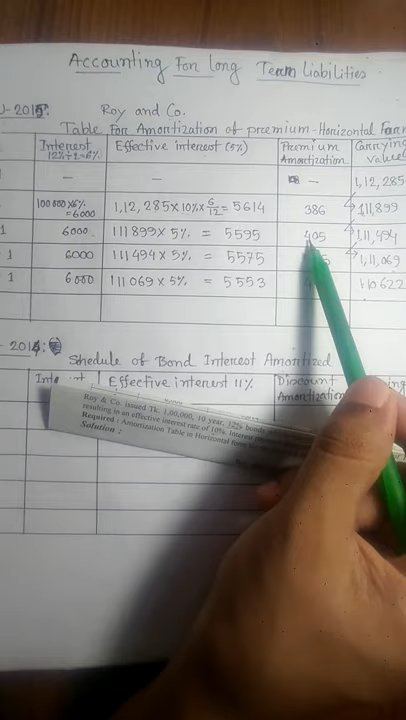 Accounting For long Term Liabilities
J-2015: Roy and Co.
Table For Amortization of premium-Horizontal Form
Interest 12%÷2=6% Effective interest (5%) Premium Amortization Carrying Value
— — — 1,12,285
100000×6% =6000 1,12,285×10%×6/12= 5614 386 111,899
1 6000 111899×5% = 5595 405 1,11,494
1 6000 111494×5% = 5575 1,11,069
1 6000 111069×5% = 5553 110622
2014: Shedule of Bond Interest Amortized
Effective interest 11% Discount Amortization
Roy & Co. issued Tk. 1,00,000, 10 year, 12% bonds
resulting in an effective interest rate of 10%. Interest
Required : Amortization Table in Horizontal form
Solution :